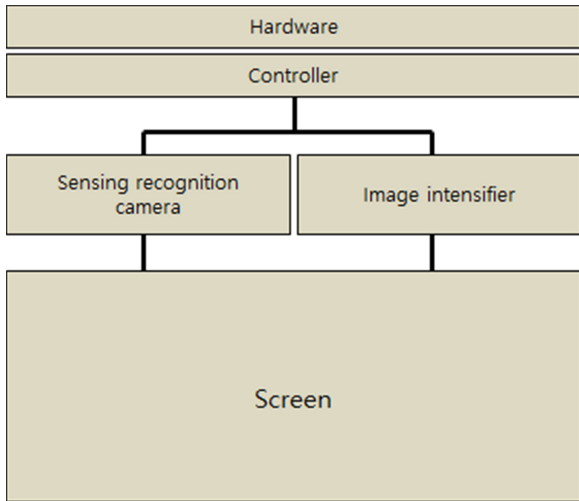 Hardware
Controller
Sensing recognition
camera
Image intensifier
Screen